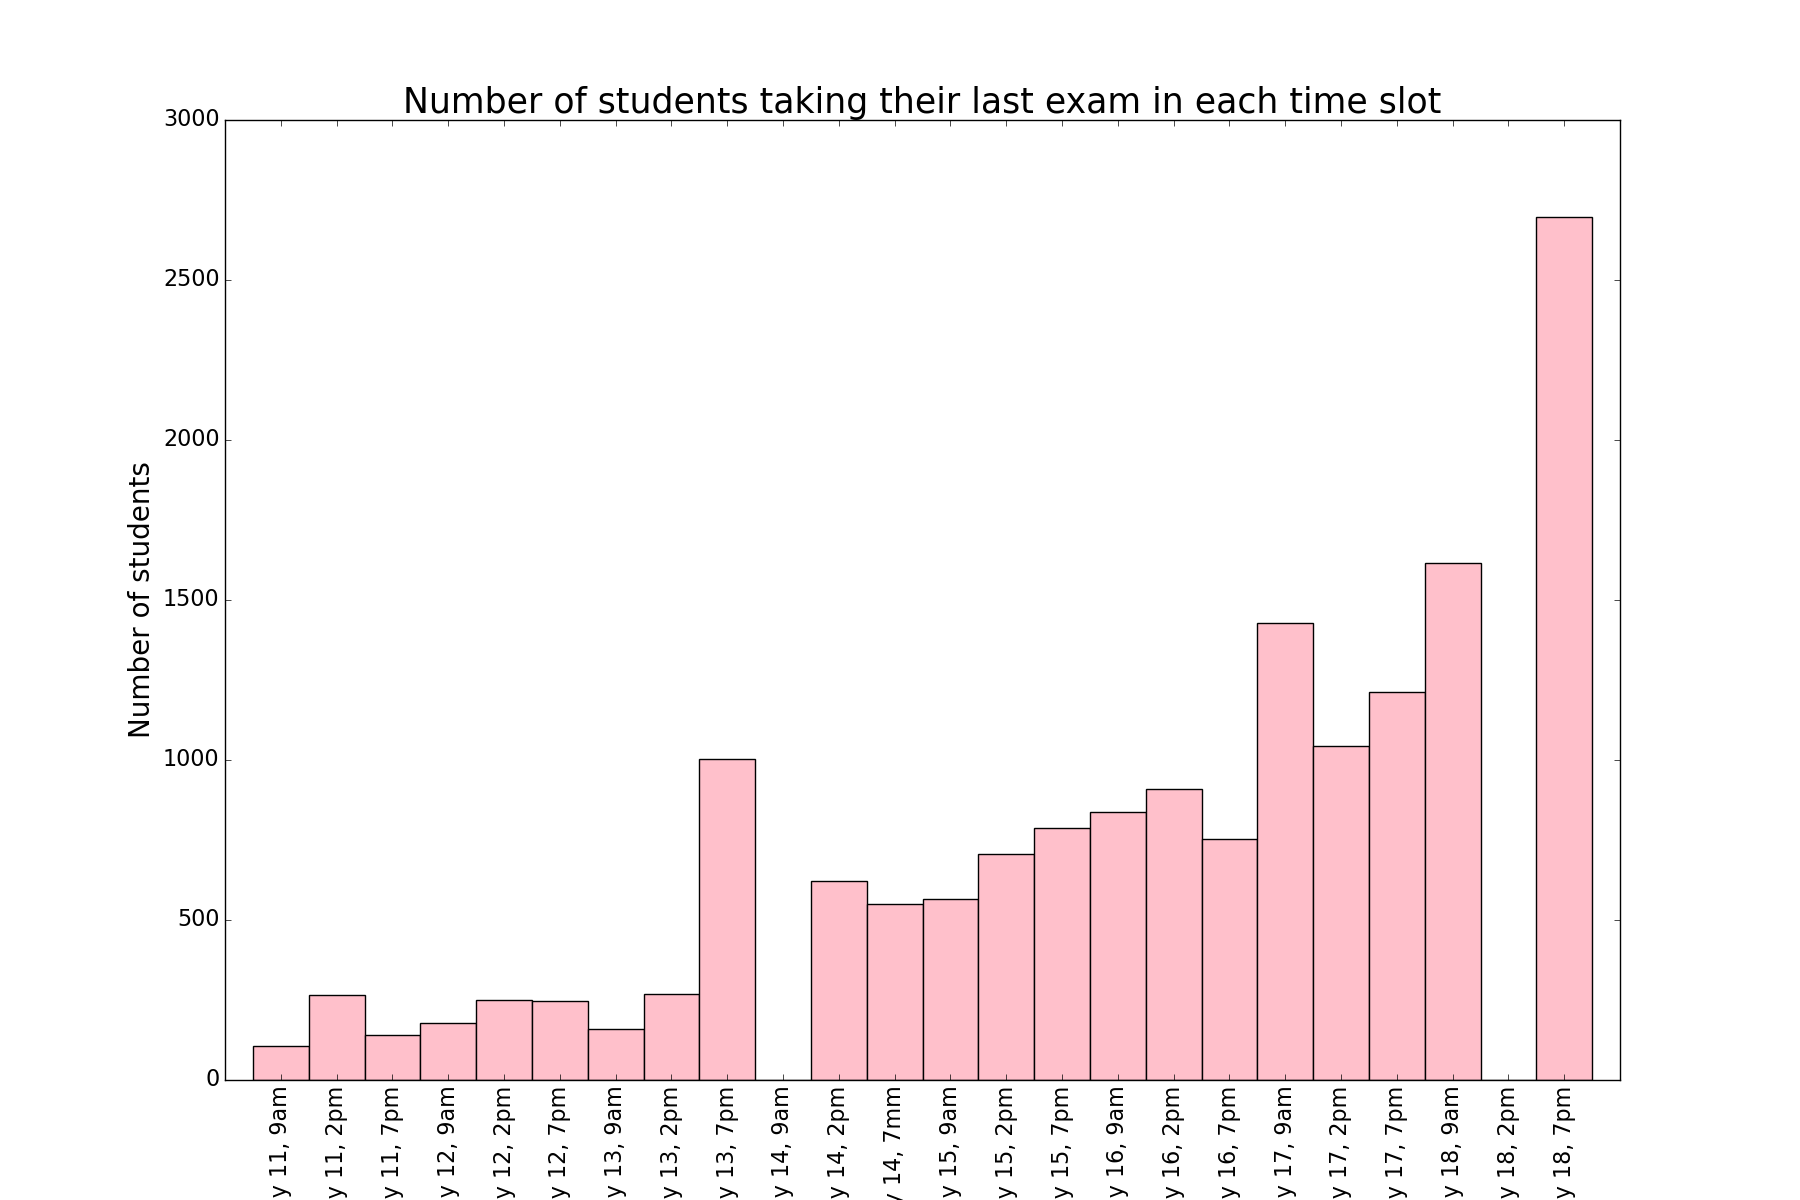 Number of students taking their last exam in each time slot
Number of students
3000
2500
2000
1500
1000
500
0
y 11, 9am
y 11, 2pm
y 11, 7pm
y 12, 9am
y 12, 2pm
y 12, 7pm
y 13, 9am
y 13, 2pm
y 13, 7pm
y 14, 9am
y 14, 2pm
y 14, 7mm
y 15, 9am
y 15, 2pm
y 15, 7pm
y 16, 9am
y 16, 2pm
y 16, 7pm
y 17, 9am
y 17, 2pm
y 17, 7pm
y 18, 9am
y 18, 2pm
y 18, 7pm